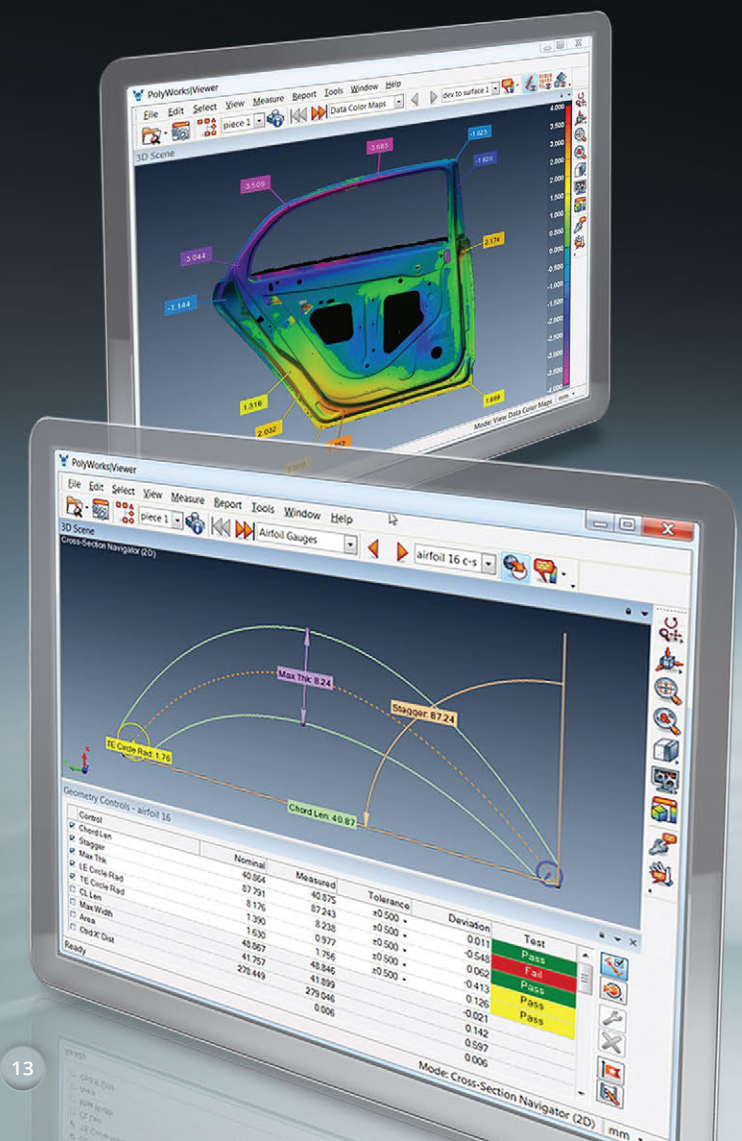 PolyWorks|Viewer
File Edit Select View Measure Report Tools Window Help
piece 1 Data Color Maps dev to surface 1
3D Scene
4.000
3.500
3.000
2.500
2.000
1.500
1.000
0.500
0.000
-0.500
-1.000
-1.500
-2.000
-2.500
-3.000
-3.500
-4.000
-1.023
3.683
-3.509
2.174
-3.044
-1.144
1.316
2.032
Mode: View Data Color Maps mm
PolyWorks|Viewer
File Edit Select View Measure Report Tools Window Help
piece 1 Airfoil Gauges airfoil 16 c-s
3D Scene
Cross-Section Navigator (2D)
Max Thk: 8.24
Stagger: 87.24
TE Circle Rad: 1.76
Chord Len: 40.87
Geometry Controls - airfoil 16
Control Nominal Measured Tolerance Deviation Test
Chord Len 40.864 40.875 ±0.500 0.011 Pass
Stagger 87.791 87.243 ±0.500 -0.548 Fail
Max Thk 8.176 8.238 ±0.500 0.062 Pass
LE Circle Rad 1.390 0.977 ±0.500 -0.413 Pass
TE Circle Rad 1.630 1.756 ±0.500 0.126 Pass
CL Len 48.867 48.846 -0.021
Max Width 41.757 41.899 0.142
Area 278.449 279.046 0.597
Chd X' Dist 0.006 0.006
Ready
Mode: Cross-Section Navigator (2D) mm
13